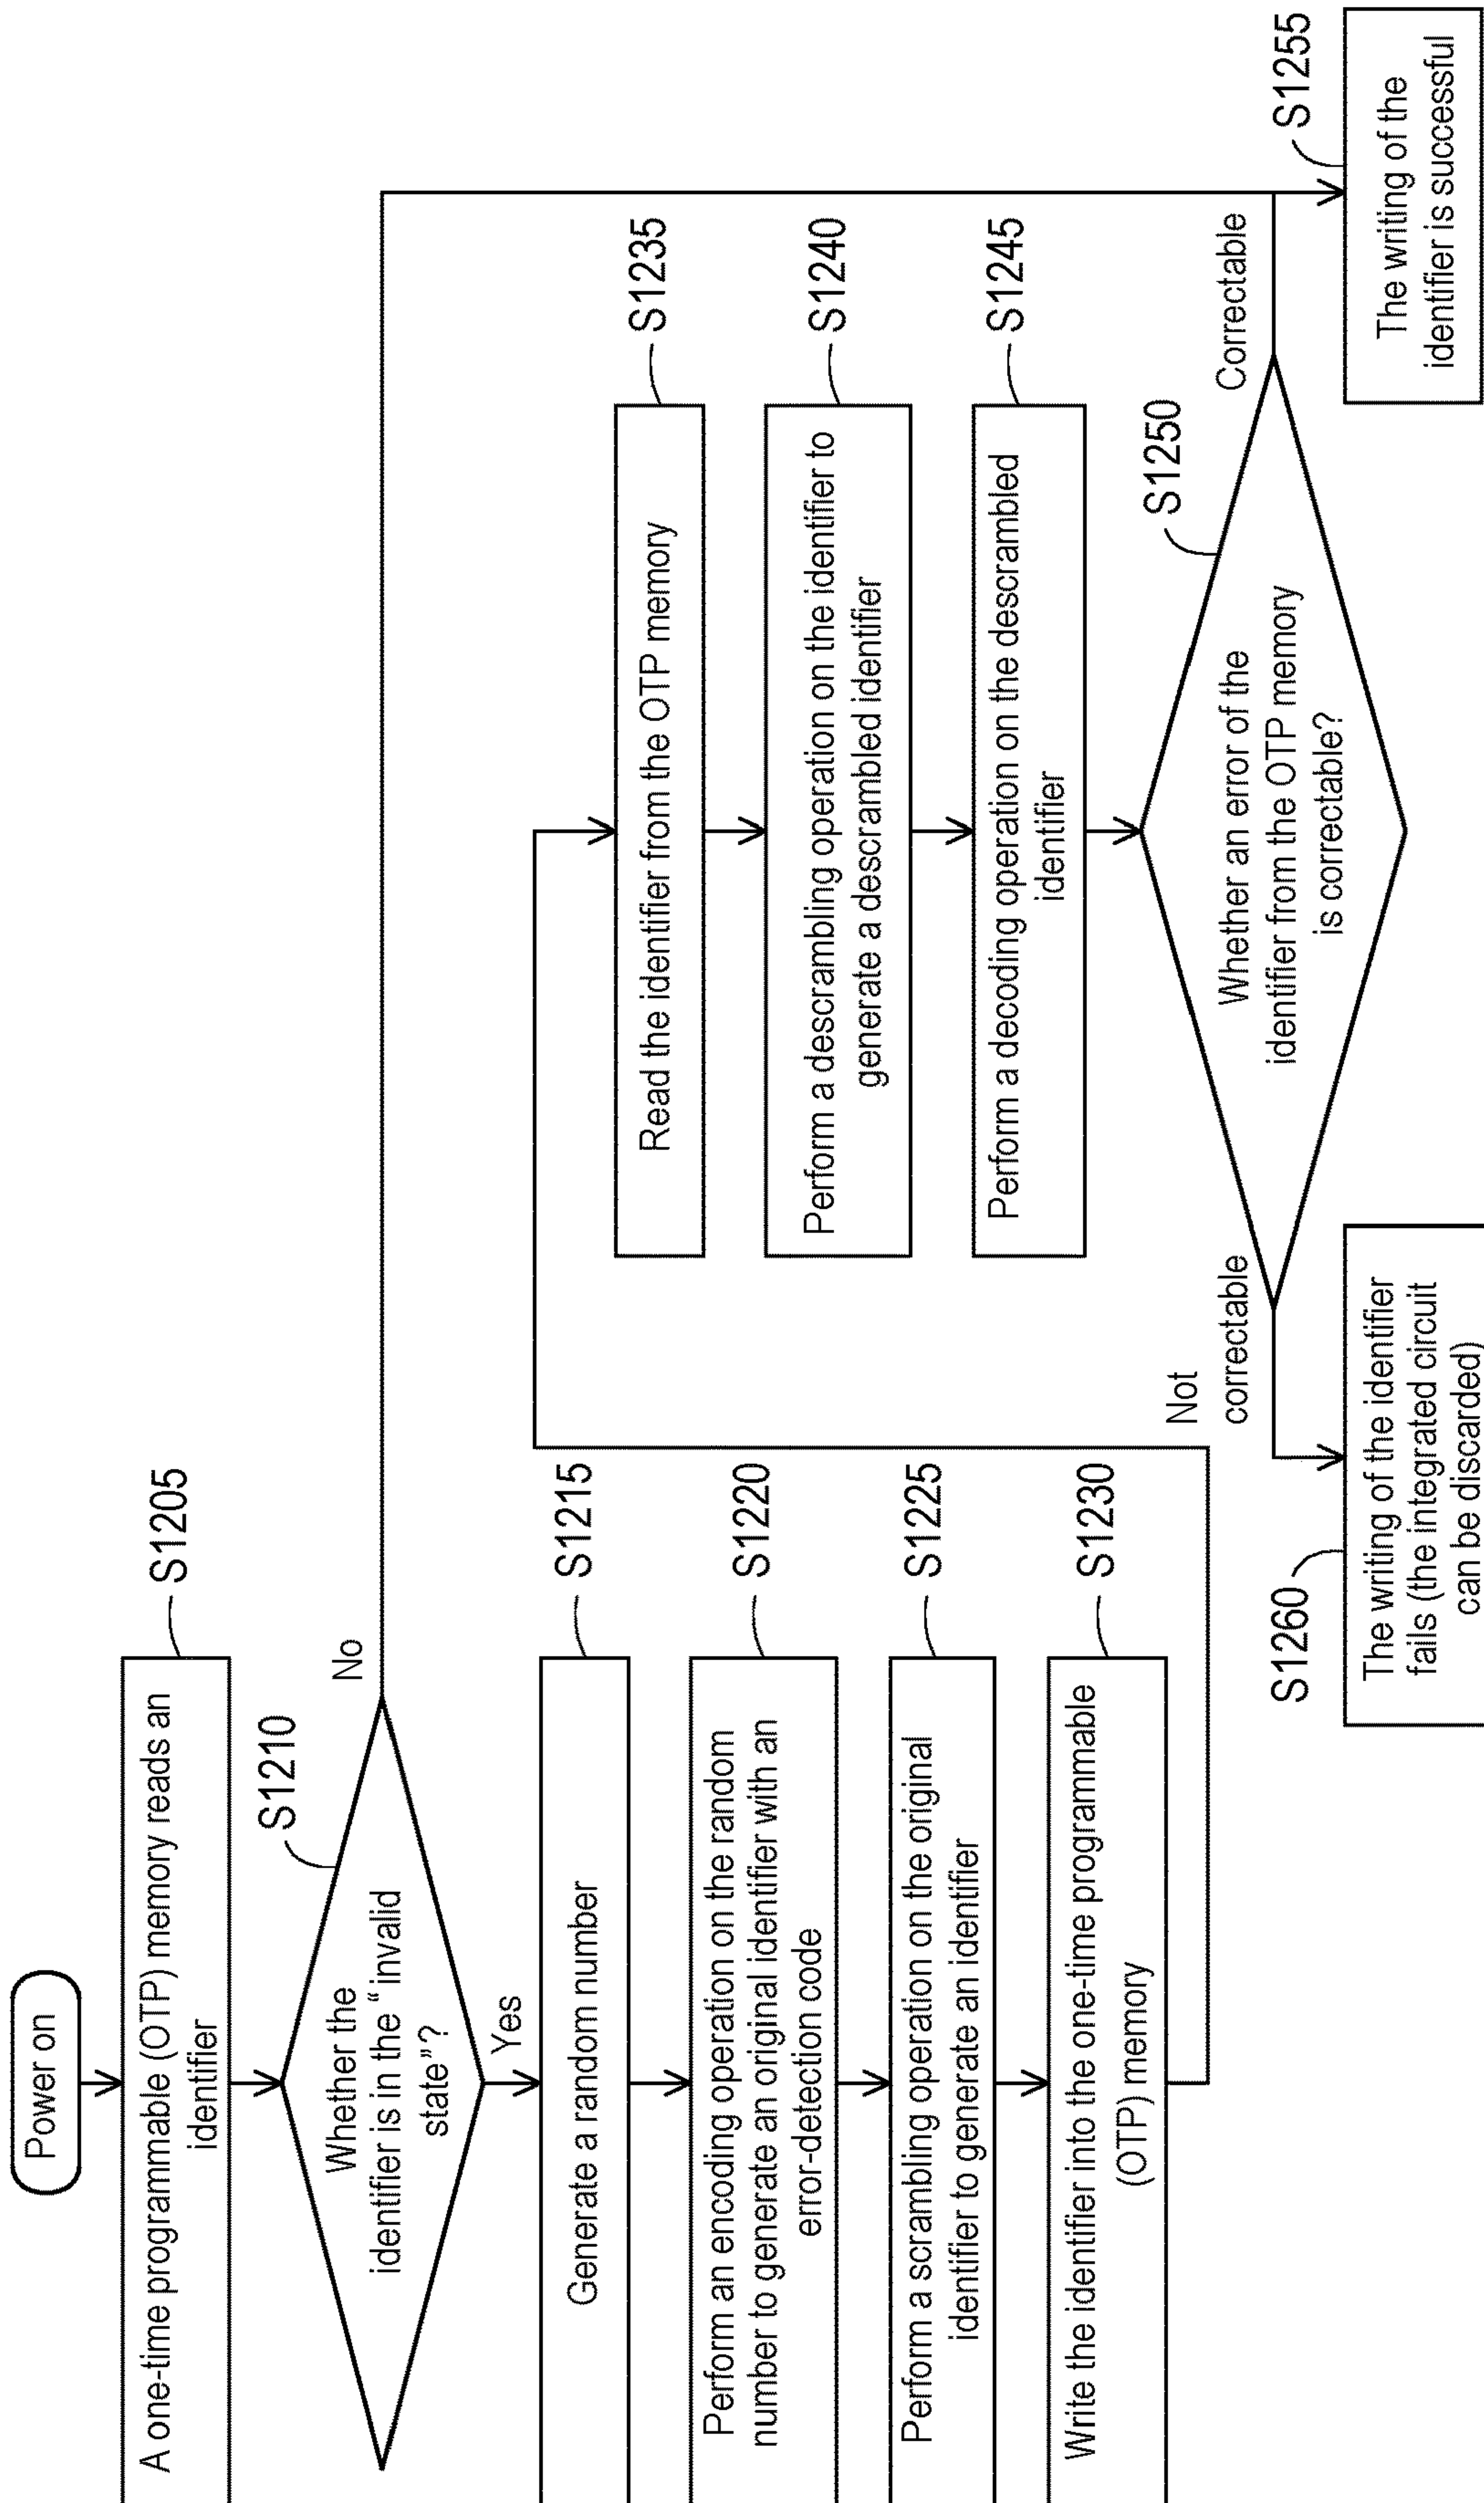 Power on
A one-time programmable (OTP) memory reads an
identifier
S1205
S1210
Whether the
identifier is in the “ invalid
state”?
No
Yes
Generate a random number
S1215
Perform an encoding operation on the random
number to generate an original identifier with an
error-detection code
S1220
Perform a scrambling operation on the original
identifier to generate an identifier
S1225
Write the identifier into the one-time programmable
(OTP) memory
S1230
Read the identifier from the OTP memory
S1235
Perform a descrambling operation on the identifier to
generate a descrambled identifier
S1240
Perform a decoding operation on the descrambled
identifier
S1245
S1250
Whether an error of the
identifier from the OTP memory
is correctable?
Not
correctable
Correctable
S1260
The writing of the identifier
fails (the integrated circuit
can be discarded)
S1255
The writing of the
identifier is successful